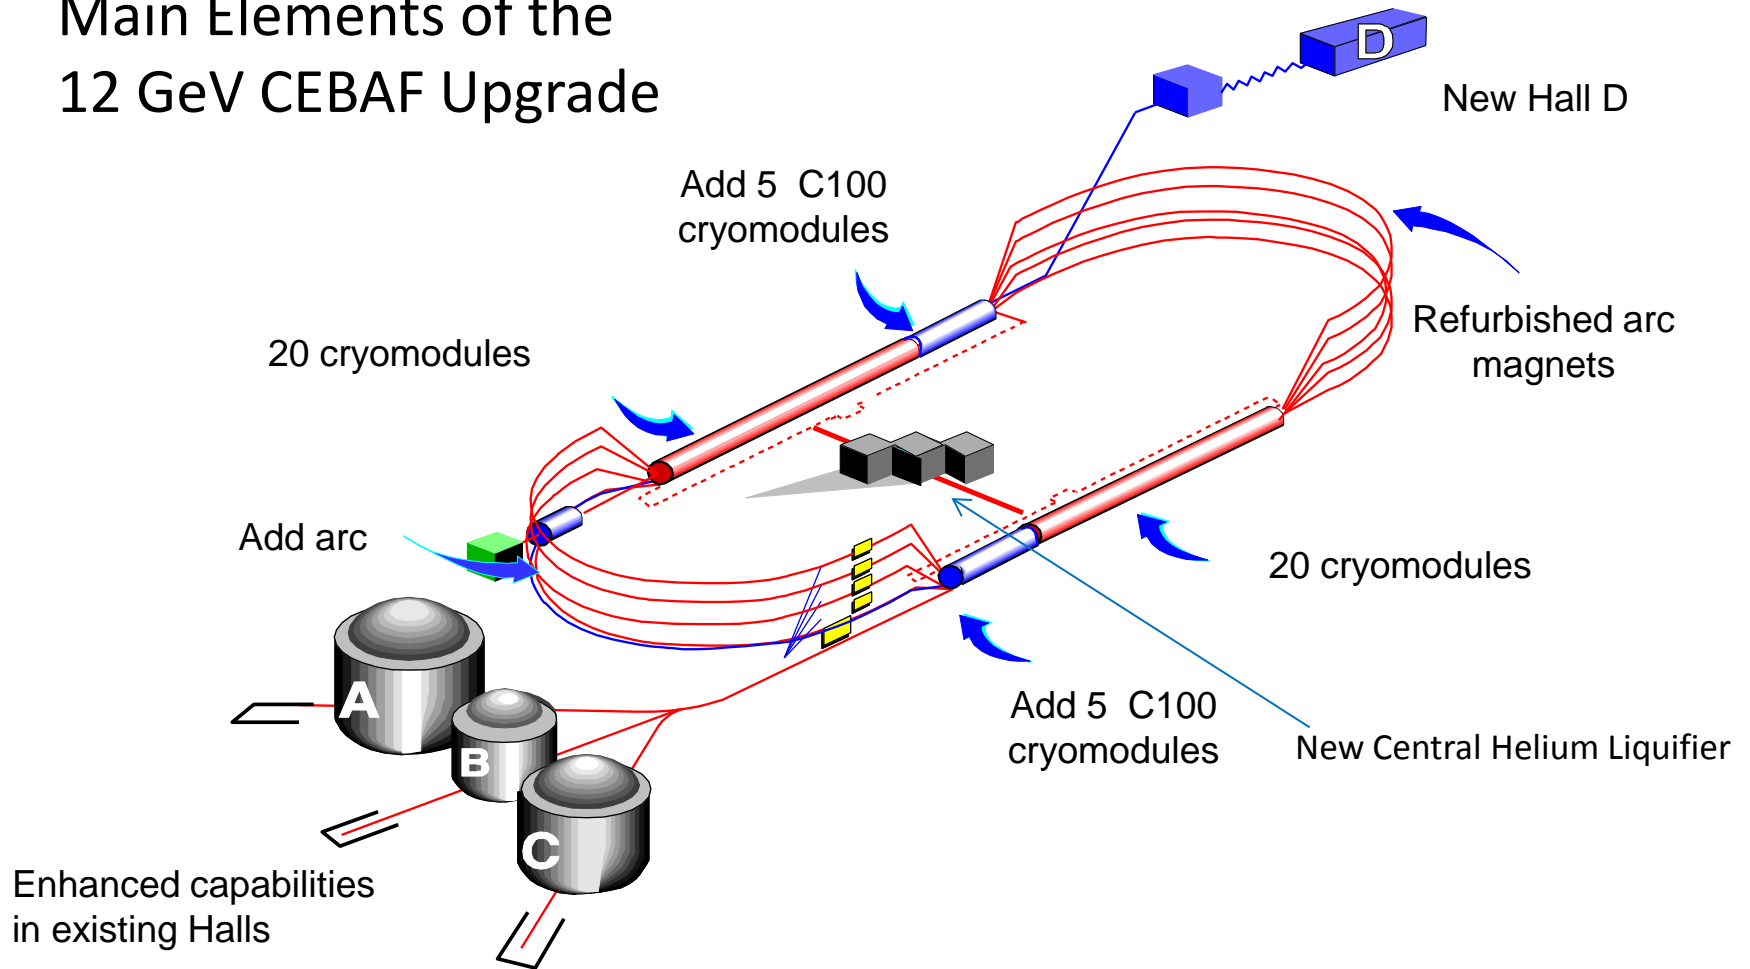 Main Elements of the
12 GeV CEBAF Upgrade
D
New Hall D
Add 5 C100
cryomodules
20 cryomodules
Refurbished arc
magnets
Add arc
20 cryomodules
A
B
C
Add 5 C100
cryomodules
New Central Helium Liquifier
Enhanced capabilities
in existing Halls